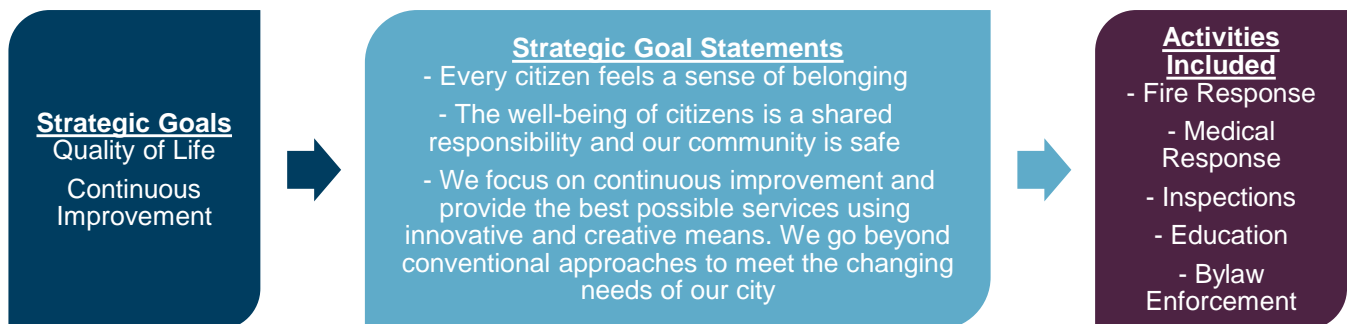 Strategic Goals
Quality of Life
Continuous
Improvement
Strategic Goal Statements
- Every citizen feels a sense of belonging
- The well-being of citizens is a shared
responsibility and our community is safe
- We focus on continuous improvement and
provide the best possible services using
innovative and creative means. We go beyond
conventional approaches to meet the changing
needs of our city
Activities
Included
- Fire Response
- Medical
Response
- Inspections
- Education
- Bylaw
Enforcement